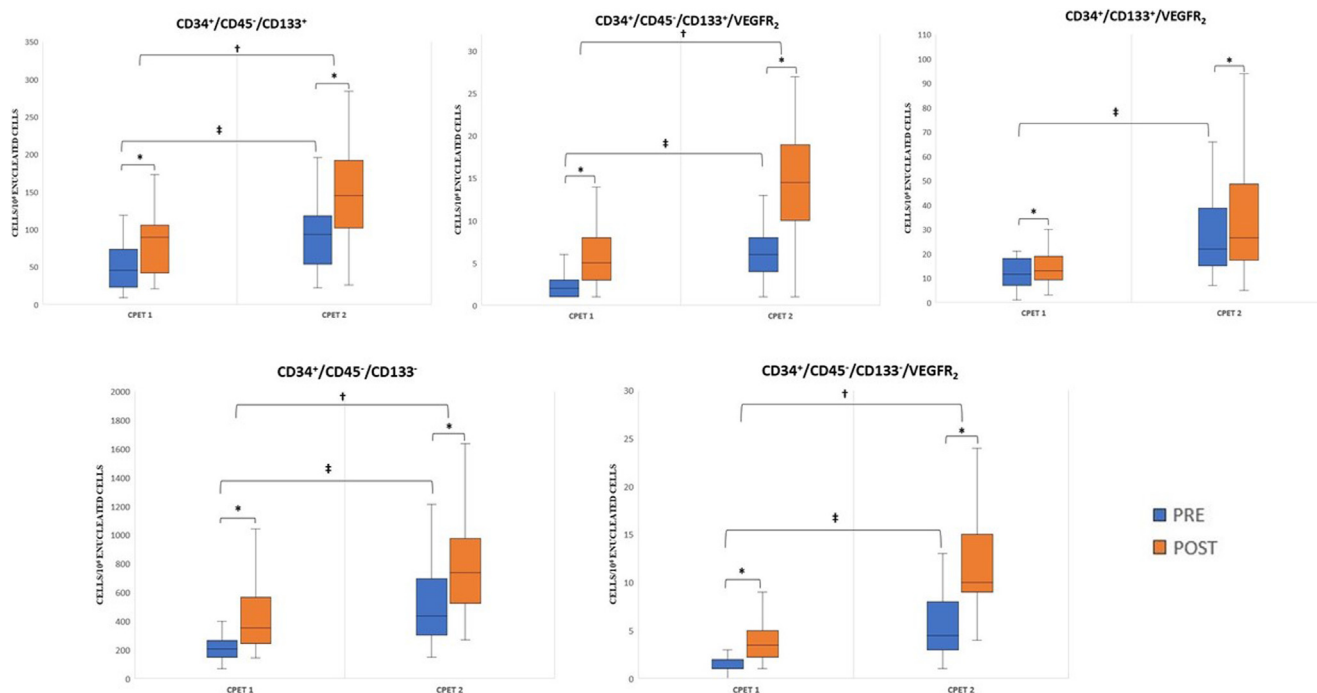 CD34⁺/CD45⁻/CD133⁺
CELLS/10⁶ ENUCLEATED CELLS
350
300
250
200
150
100
50
0
†
*
‡
*
CPET 1
CPET 2
CD34⁺/CD45⁻/CD133⁺/VEGFR₂
CELLS/10⁶ ENUCLEATED CELLS
30
25
20
15
10
5
0
†
*
‡
*
CPET 1
CPET 2
CD34⁺/CD133⁺/VEGFR₂
CELLS/10⁶ ENUCLEATED CELLS
110
100
90
80
70
60
50
40
30
20
10
0
*
‡
*
CPET 1
CPET 2
CD34⁺/CD45⁻/CD133⁻
CELLS/10⁶ ENUCLEATED CELLS
2000
1800
1600
1400
1200
1000
800
600
400
200
0
†
*
‡
*
CPET 1
CPET 2
CD34⁺/CD45⁻/CD133⁻/VEGFR₂
CELLS/10⁶ ENUCLEATED CELLS
30
25
20
15
10
5
0
†
*
‡
*
CPET 1
CPET 2
PRE
POST